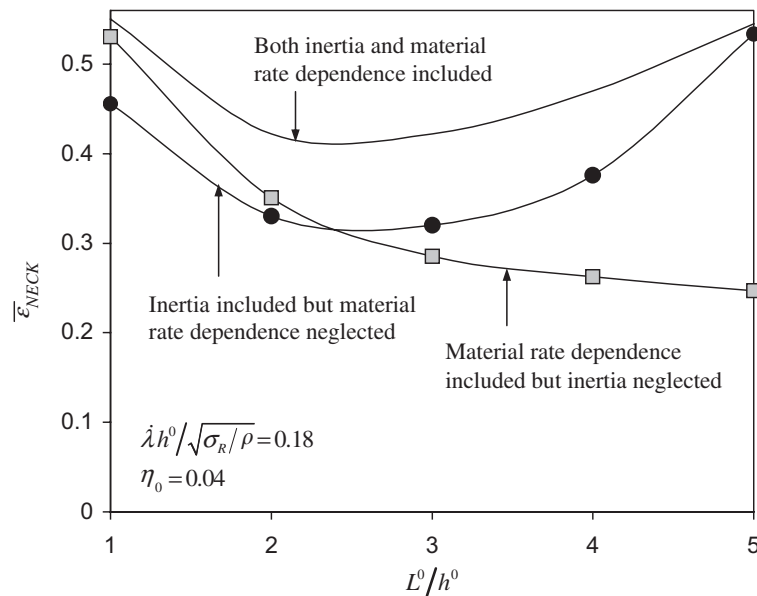 0.5
0.4
0.3
0.2
0.1
0
ε̅_NECK
Both inertia and material
rate dependence included
Inertia included but material
rate dependence neglected
Material rate dependence
included but inertia neglected
λ̇ h⁰/√(σ_R/ρ) = 0.18
η₀ = 0.04
1 2 3 4 5
L⁰/h⁰